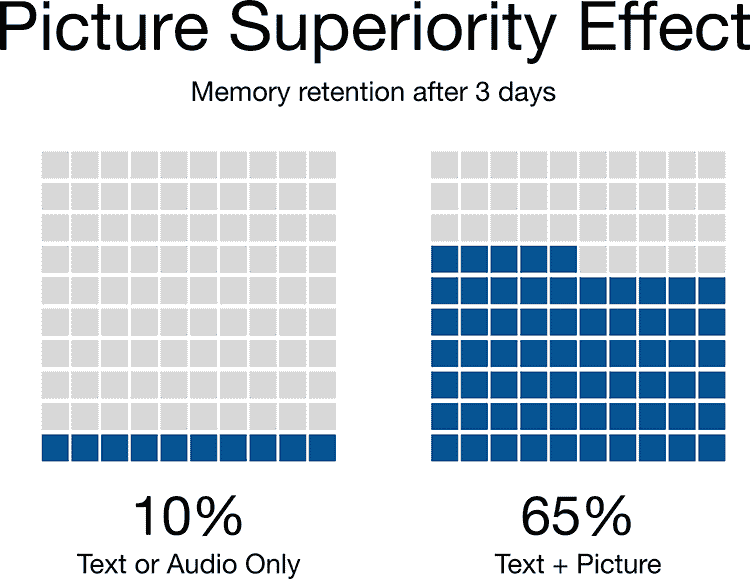 Picture Superiority Effect
Memory retention after 3 days
10%
Text or Audio Only
65%
Text + Picture